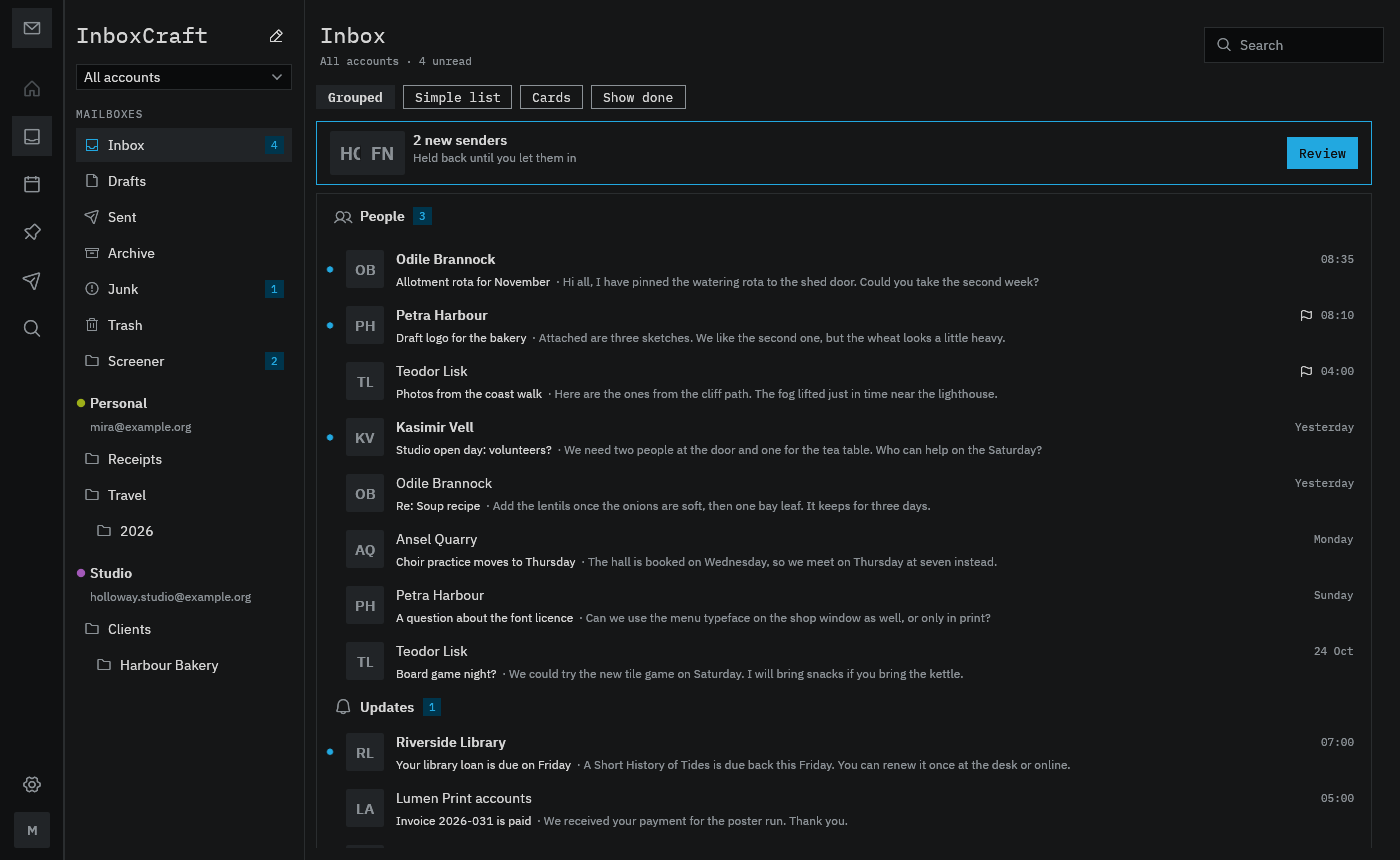 InboxCraft
All accounts
MAILBOXES
Inbox 4
Drafts
Sent
Archive
Junk 1
Trash
Screener 2
Personal
mira@example.org
Receipts
Travel
2026
Studio
holloway.studio@example.org
Clients
Harbour Bakery
M
Inbox
All accounts · 4 unread
Search
Grouped
Simple list
Cards
Show done
FN
2 new senders
Held back until you let them in
Review
People 3
OB
Odile Brannock 08:35
Allotment rota for November · Hi all, I have pinned the watering rota to the shed door. Could you take the second week?
PH
Petra Harbour 08:10
Draft logo for the bakery · Attached are three sketches. We like the second one, but the wheat looks a little heavy.
TL
Teodor Lisk 04:00
Photos from the coast walk · Here are the ones from the cliff path. The fog lifted just in time near the lighthouse.
KV
Kasimir Vell Yesterday
Studio open day: volunteers? · We need two people at the door and one for the tea table. Who can help on the Saturday?
OB
Odile Brannock Yesterday
Re: Soup recipe · Add the lentils once the onions are soft, then one bay leaf. It keeps for three days.
AQ
Ansel Quarry Monday
Choir practice moves to Thursday · The hall is booked on Wednesday, so we meet on Thursday at seven instead.
PH
Petra Harbour Sunday
A question about the font licence · Can we use the menu typeface on the shop window as well, or only in print?
TL
Teodor Lisk 24 Oct
Board game night? · We could try the new tile game on Saturday. I will bring snacks if you bring the kettle.
Updates 1
RL
Riverside Library 07:00
Your library loan is due on Friday · A Short History of Tides is due back this Friday. You can renew it once at the desk or online.
LA
Lumen Print accounts 05:00
Invoice 2026-031 is paid · We received your payment for the poster run. Thank you.